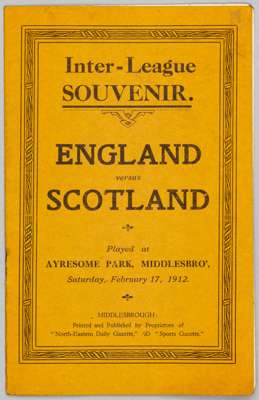 Inter-League
SOUVENIR.
ENGLAND
versus
SCOTLAND
Played at
AYRESOME PARK, MIDDLESBRO',
Saturday, February 17, 1912.
MIDDLESBROUGH:
Printed and Published by Proprietors of
"North-Eastern Daily Gazette," & "Sports Gazette."